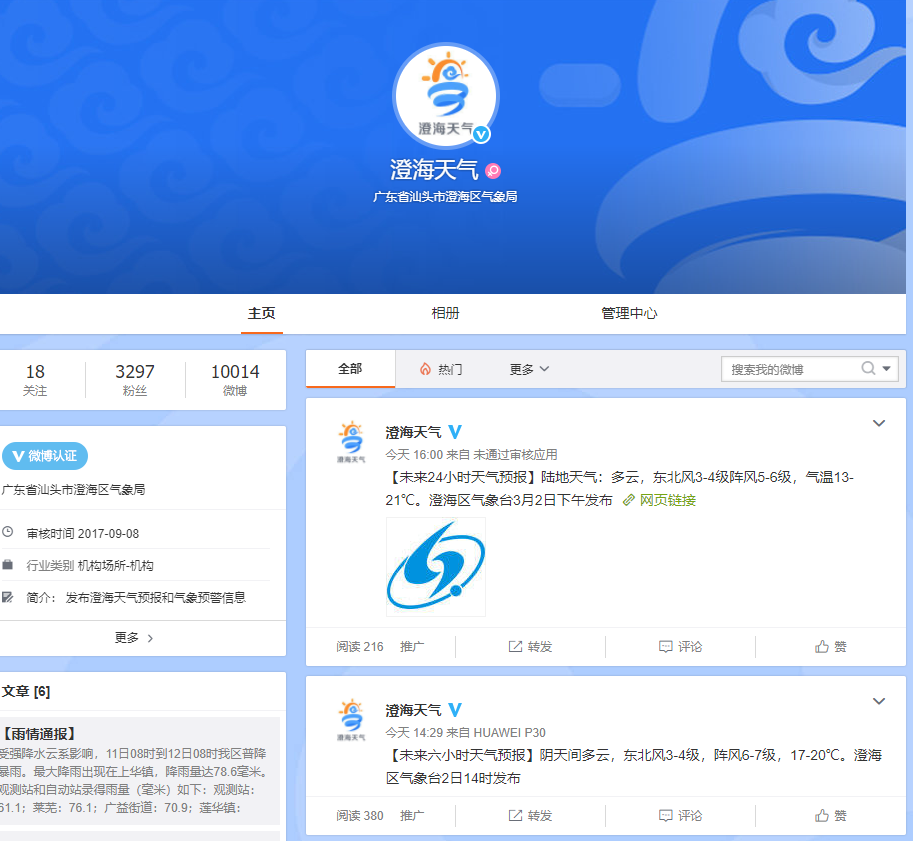 澄海天气
澄海天气
广东省汕头市澄海区气象局
主页 相册 管理中心
18 3297 10014
关注 粉丝 微博
微博认证
广东省汕头市澄海区气象局
审核时间 2017-09-08
行业类别 机构场所-机构
简介： 发布澄海天气预报和气象预警信息
更多
文章 [6]
【雨情通报】
受强降水云系影响，11日08时到12日08时我区普降
暴雨。最大降雨出现在上华镇，降雨量达78.6毫米。
观测站和自动站录得雨量（毫米）如下：观测站：
61.1；莱芜：76.1；广益街道：70.9；莲华镇：
全部 热门 更多 搜索我的微博
澄海天气
澄海天气
今天 16:00 来自 未通过审核应用
【未来24小时天气预报】陆地天气：多云，东北风3-4级阵风5-6级，气温13-
21℃。澄海区气象台3月2日下午发布 网页链接
阅读 216 推广 转发 评论 赞
澄海天气
澄海天气
今天 14:29 来自 HUAWEI P30
【未来六小时天气预报】阴天间多云，东北风3-4级，阵风6-7级，17-20℃。澄海
区气象台2日14时发布
阅读 380 推广 转发 评论 赞